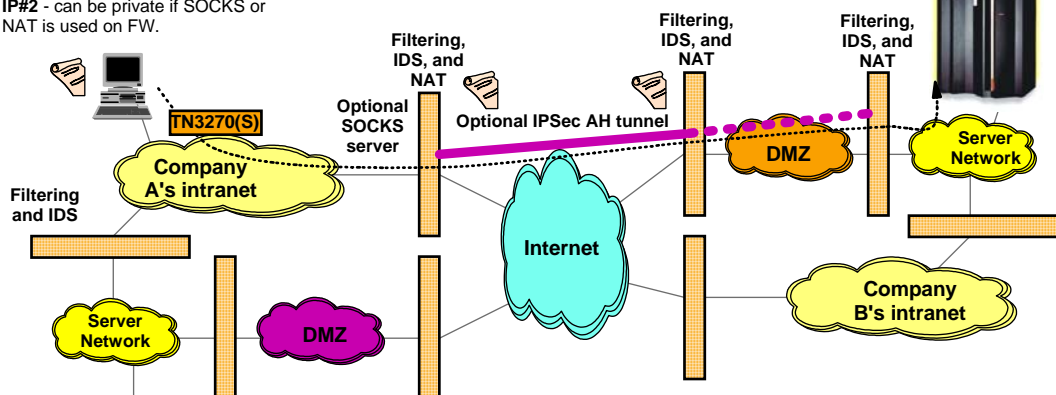 IP#2 - can be private if SOCKS or
NAT is used on FW.
Filtering,
IDS, and
NAT
Filtering,
IDS, and
NAT
Filtering,
IDS, and
NAT
TN3270(S)
Optional
SOCKS
server
Optional IPSec AH tunnel
Company
A's intranet
DMZ
Server
Network
Filtering
and IDS
Internet
Company
B's intranet
Server
Network
DMZ